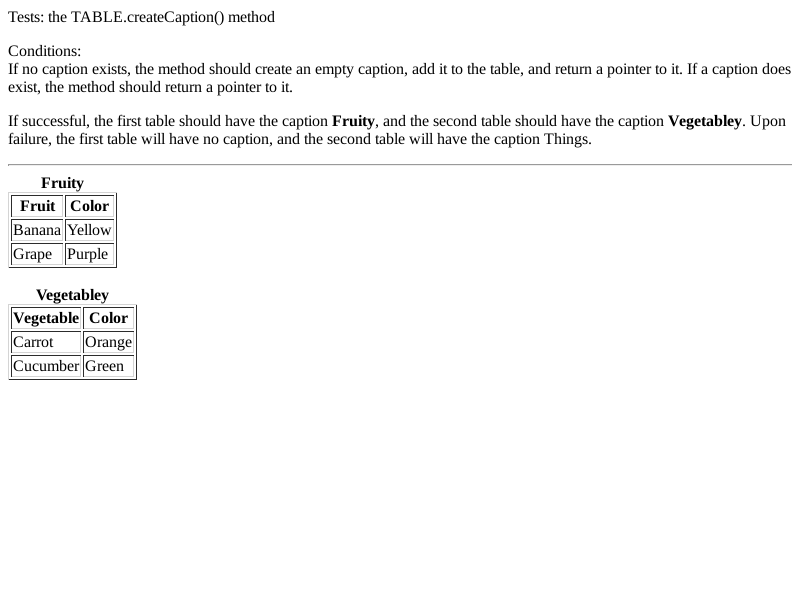 Tests: the TABLE.createCaption() method
Conditions:
If no caption exists, the method should create an empty caption, add it to the table, and return a pointer to it. If a caption does
exist, the method should return a pointer to it.
If successful, the first table should have the caption Fruity, and the second table should have the caption Vegetabley. Upon
failure, the first table will have no caption, and the second table will have the caption Things.
Fruity
Fruit Color
Banana Yellow
Grape Purple
Vegetabley
Vegetable Color
Carrot Orange
Cucumber Green